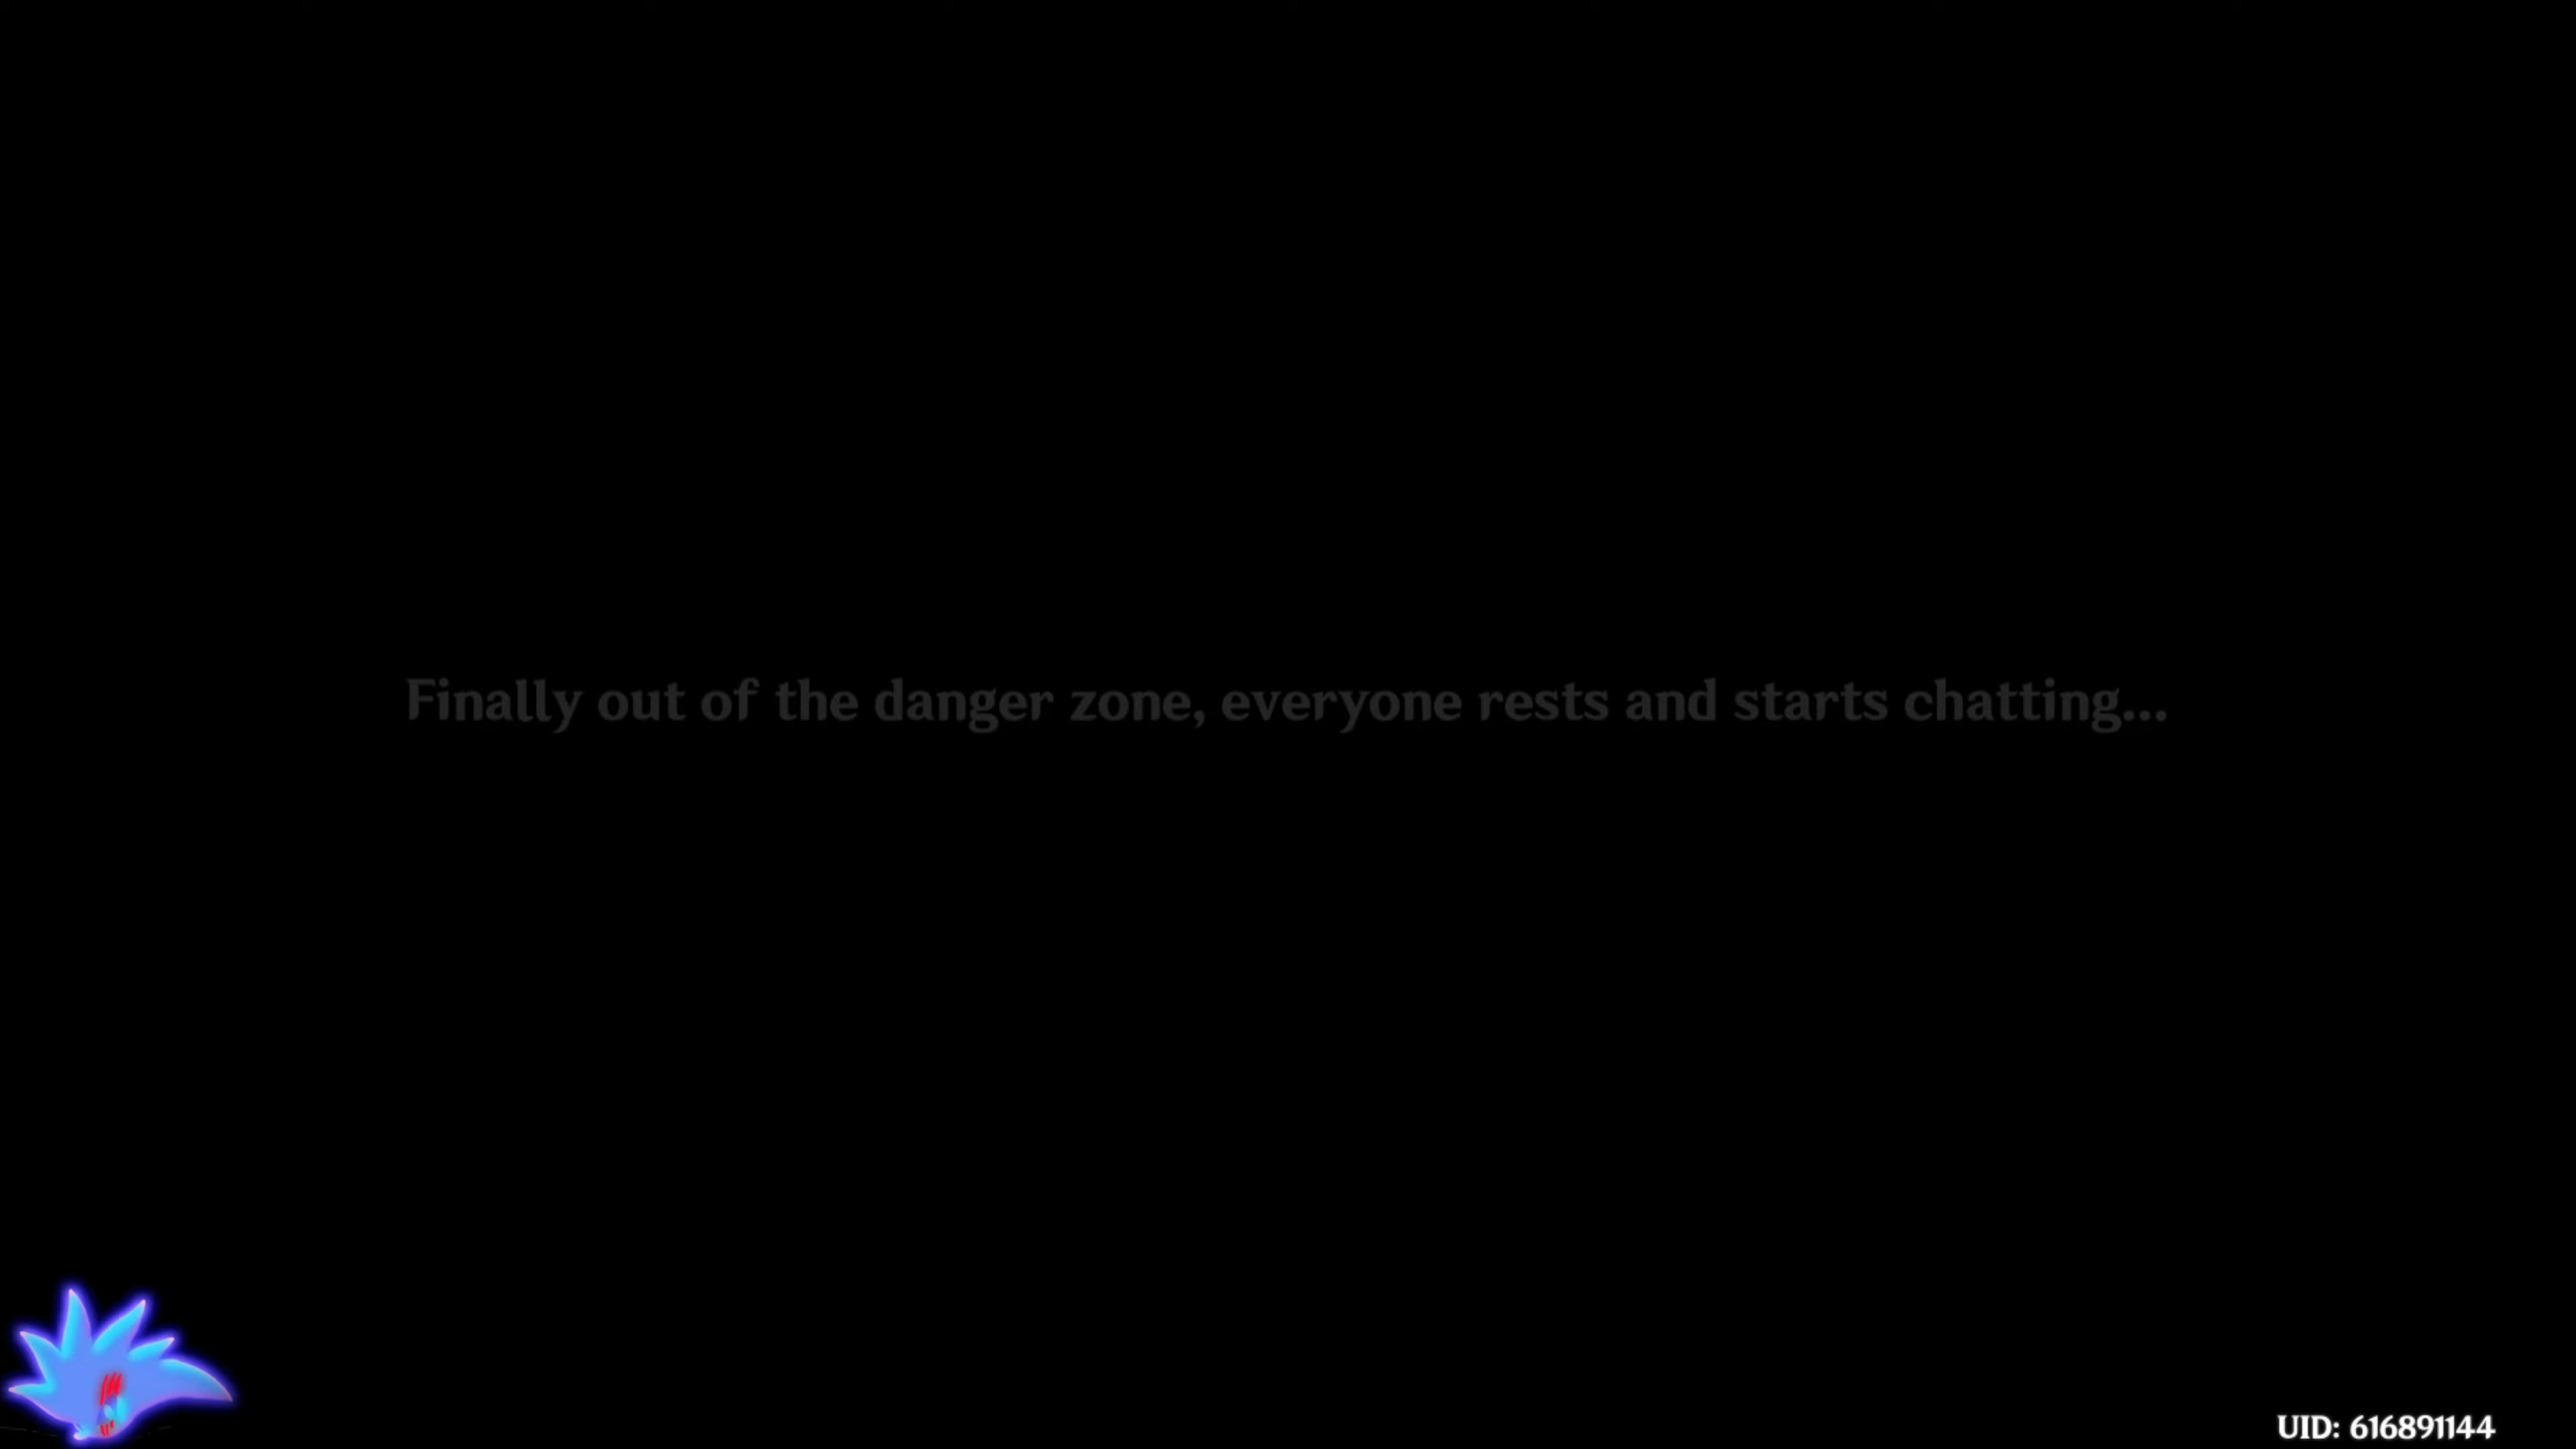 Finally out of the danger zone, everyone rests and starts chatting...
UID: 616891144